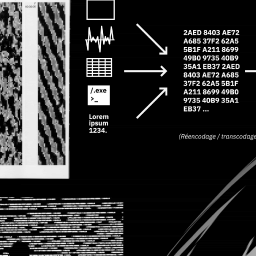 /.exe
>_
Lorem
ipsum
1234.
2AED 8403 AE72
A685 37F2 62A5
5B1F A211 8699
49B0 9735 40B9
35A1 EB37 2AED
8403 AE72 A685
37F2 62A5 5B1F
A211 8699 49B0
9735 40B9 35A1
EB37 ...
(Réencodage / transcodage